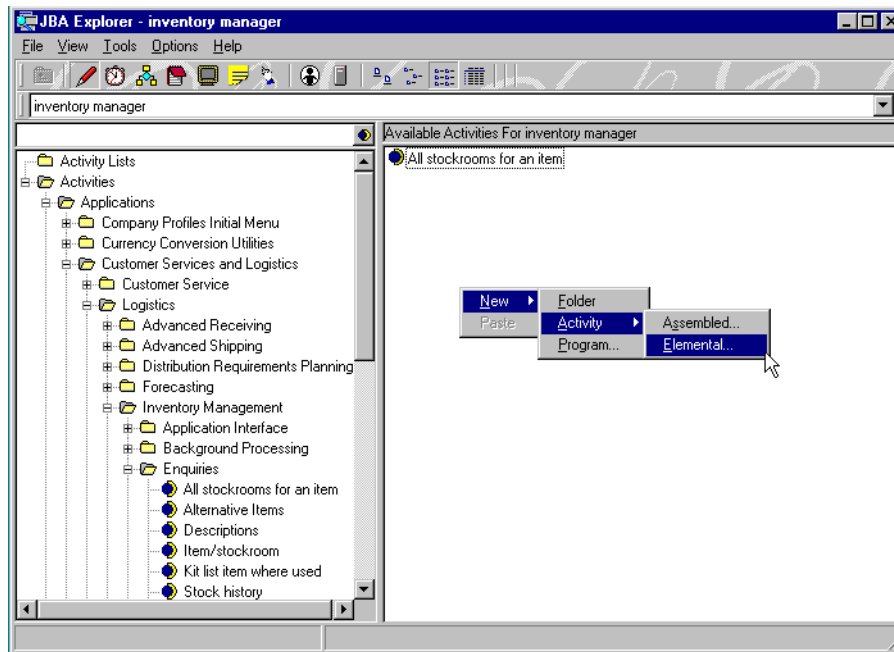 JBA Explorer - inventory manager
File View Tools Options Help
inventory manager
Available Activities For inventory manager
Activity Lists
Activities
Applications
Company Profiles Initial Menu
Currency Conversion Utilities
Customer Services and Logistics
Customer Service
Logistics
Advanced Receiving
Advanced Shipping
Distribution Requirements Planning
Forecasting
Inventory Management
Application Interface
Background Processing
Enquiries
All stockrooms for an item
Alternative Items
Descriptions
Item/stockroom
Kit list item where used
Stock history
All stockrooms for an item
New
Paste
Folder
Activity
Program...
Assembled...
Elemental...